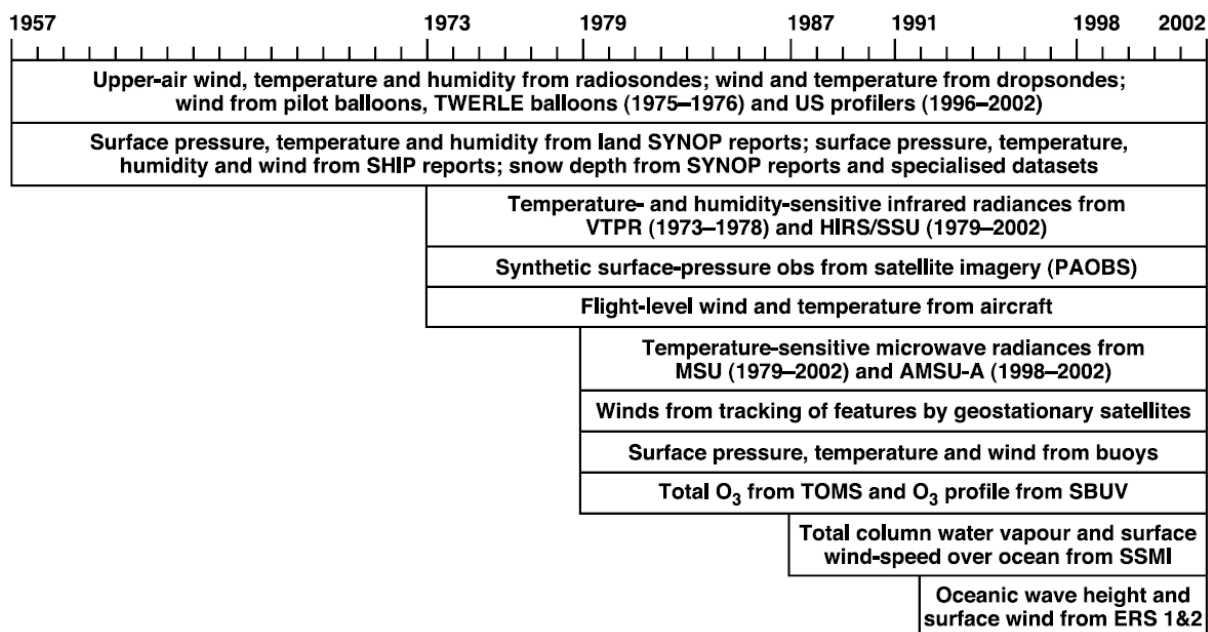 1957 1973 1979 1987 1991 1998 2002
Upper-air wind, temperature and humidity from radiosondes; wind and temperature from dropsondes;
wind from pilot balloons, TWERLE balloons (1975–1976) and US profilers (1996–2002)
Surface pressure, temperature and humidity from land SYNOP reports; surface pressure, temperature,
humidity and wind from SHIP reports; snow depth from SYNOP reports and specialised datasets
Temperature- and humidity-sensitive infrared radiances from
VTPR (1973–1978) and HIRS/SSU (1979–2002)
Synthetic surface-pressure obs from satellite imagery (PAOBS)
Flight-level wind and temperature from aircraft
Temperature-sensitive microwave radiances from
MSU (1979–2002) and AMSU-A (1998–2002)
Winds from tracking of features by geostationary satellites
Surface pressure, temperature and wind from buoys
Total O₃ from TOMS and O₃ profile from SBUV
Total column water vapour and surface
wind-speed over ocean from SSMI
Oceanic wave height and
surface wind from ERS 1&2